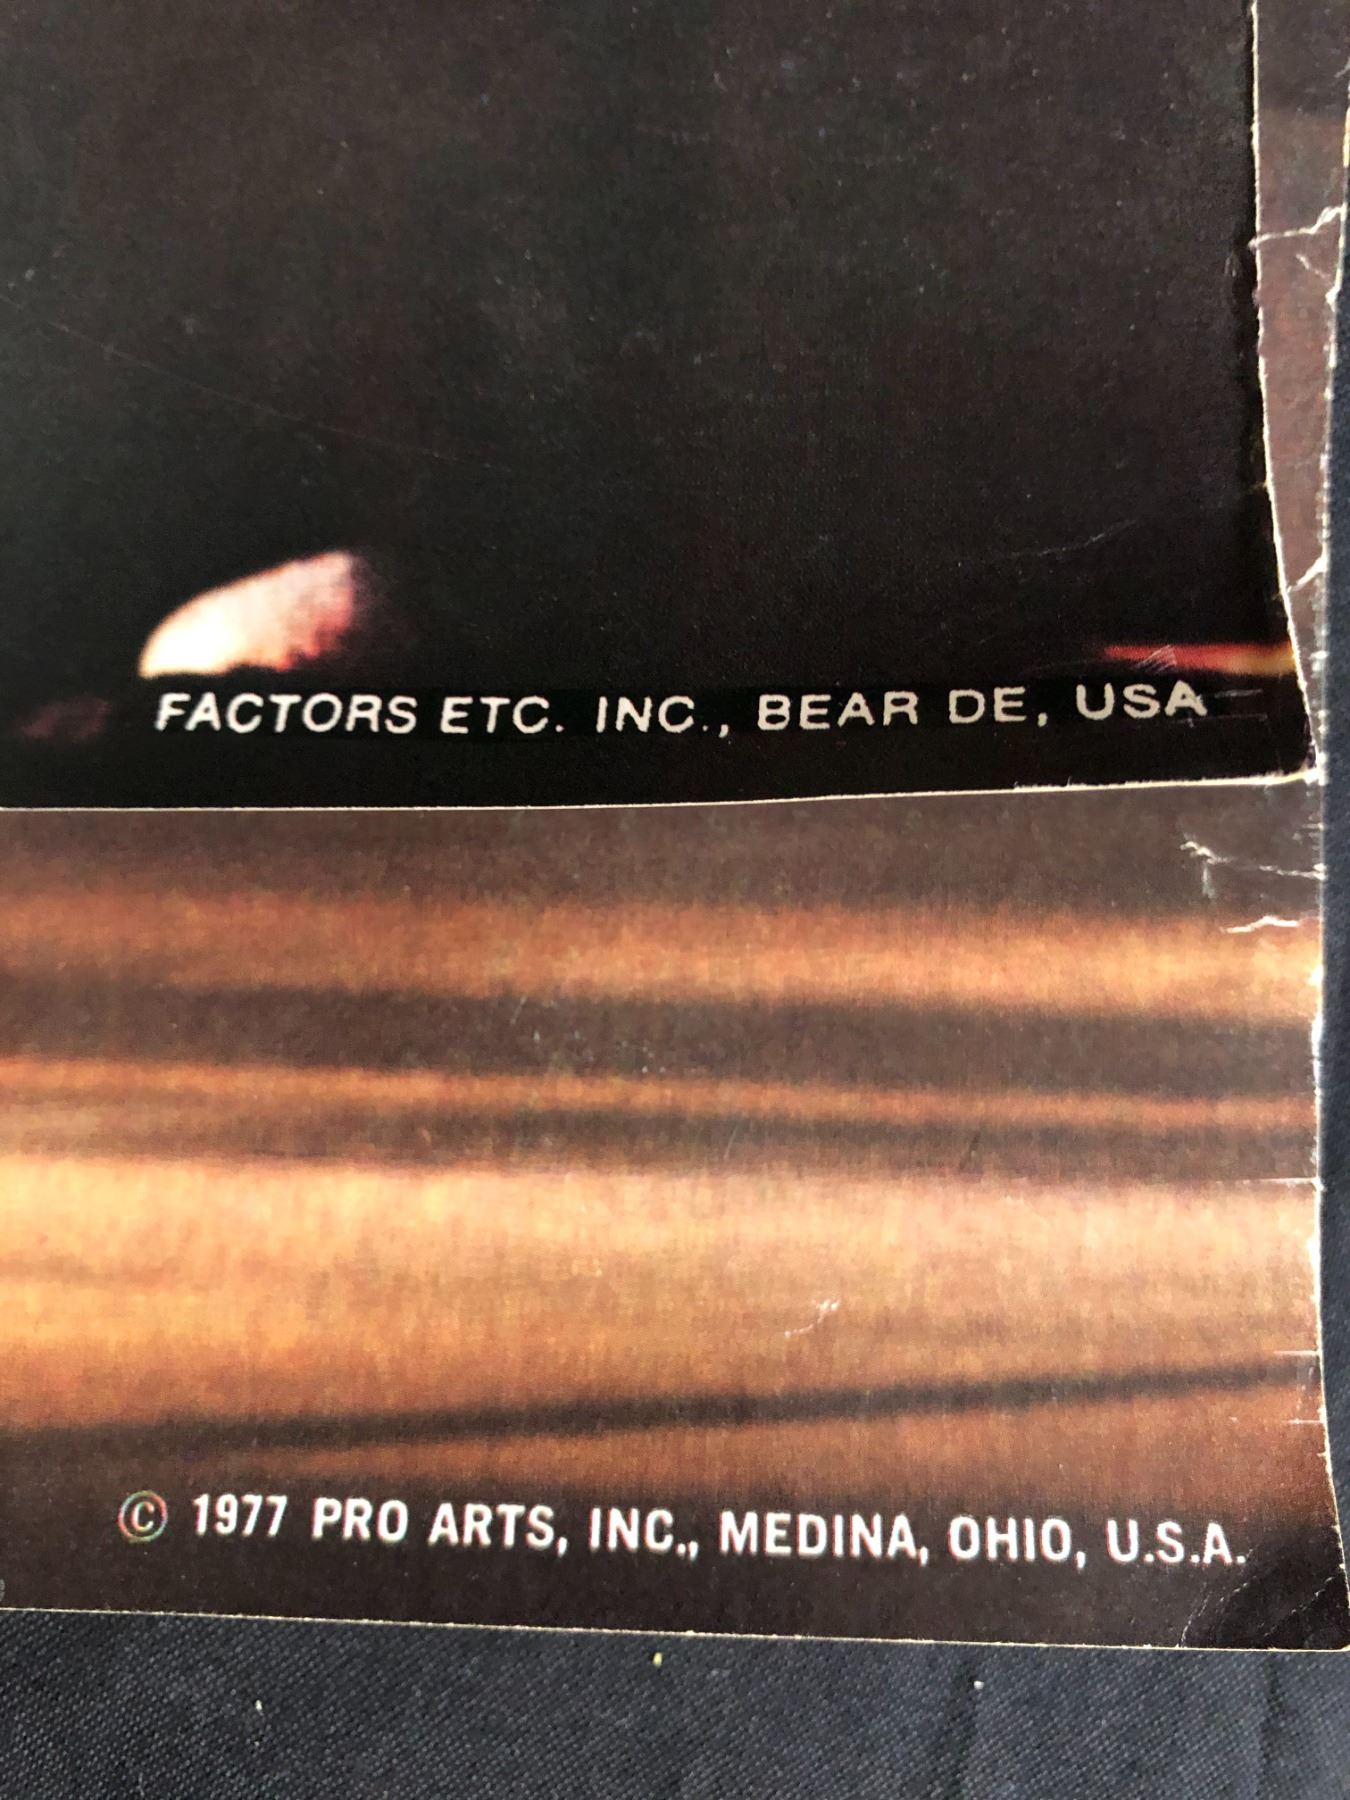 FACTORS ETC. INC., BEAR DE, USA
© 1977 PRO ARTS, INC., MEDINA, OHIO, U.S.A.